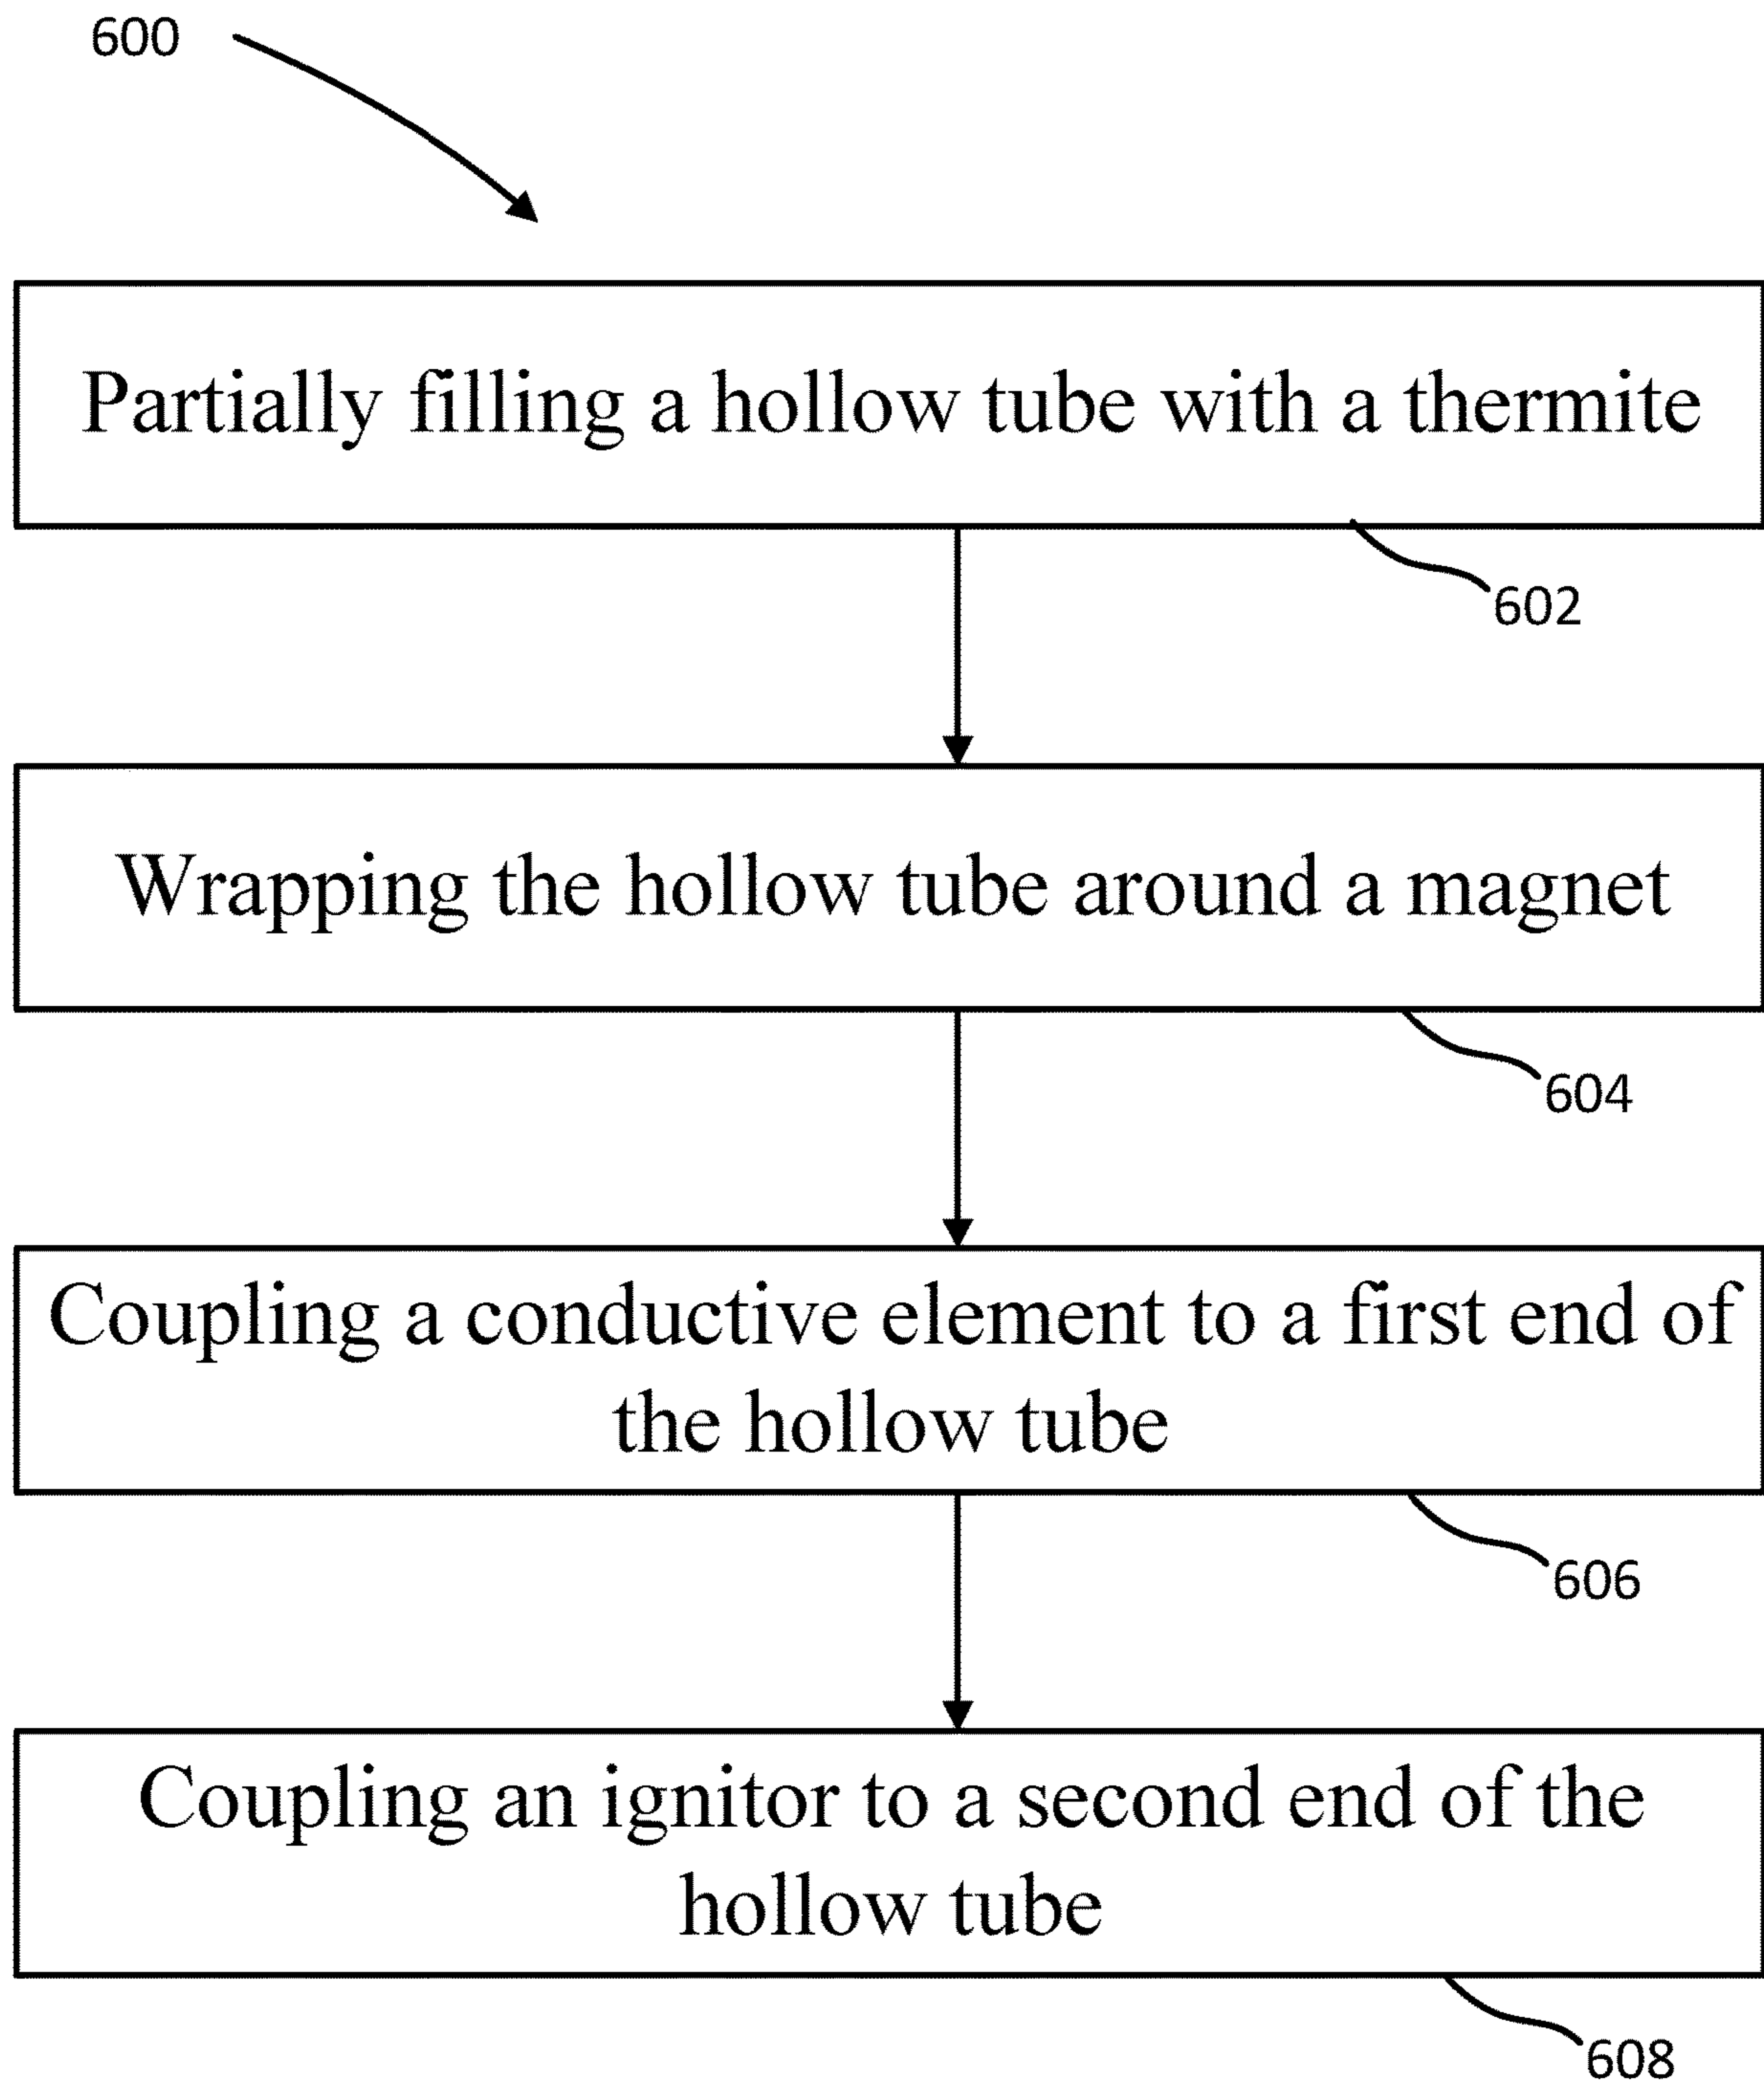 600
Partially filling a hollow tube with a thermite
602
Wrapping the hollow tube around a magnet
604
Coupling a conductive element to a first end of
the hollow tube
606
Coupling an ignitor to a second end of the
hollow tube
608